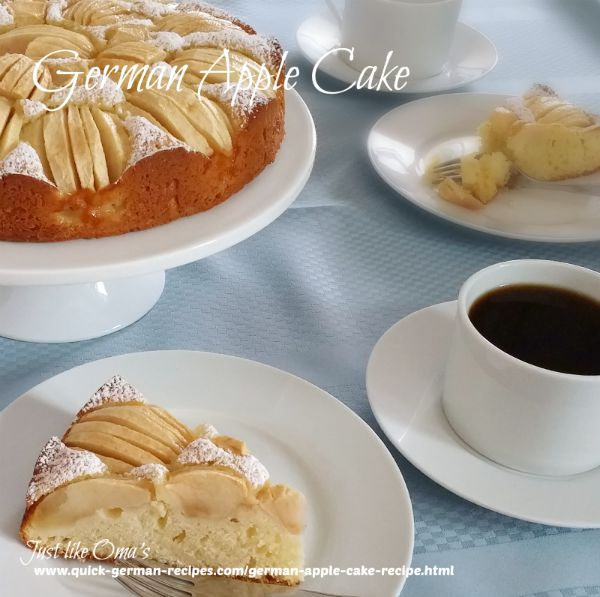 German Apple Cake
Just like Oma's
www.quick-german-recipes.com/german-apple-cake-recipe.html